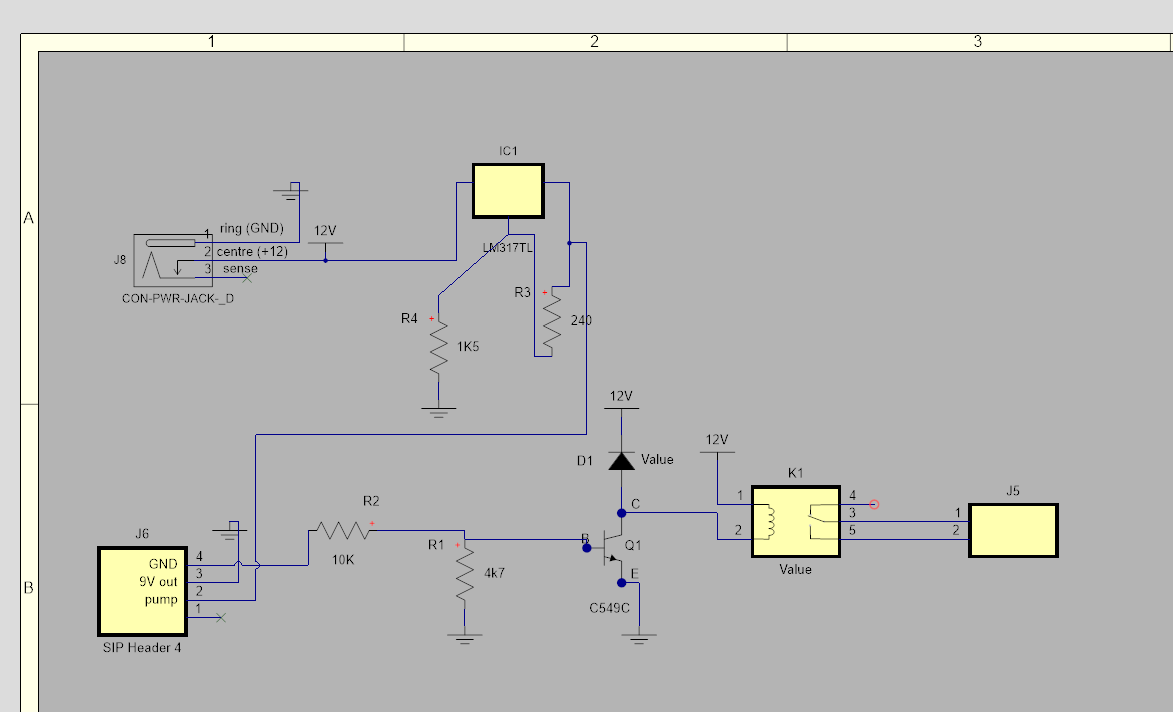 1 2 3
A
IC1
LM317TL
ring (GND)
1
12V
centre (+12)
2
3
sense
J8
CON-PWR-JACK-_D
R3
240
R4
1K5
12V
D1
Value
12V
C
B
Q1
E
C549C
K1
1
2
4
3
5
Value
J5
1
2
R2
10K
R1
4k7
B
J6
GND
4
9V out
3
pump
2
1
SIP Header 4